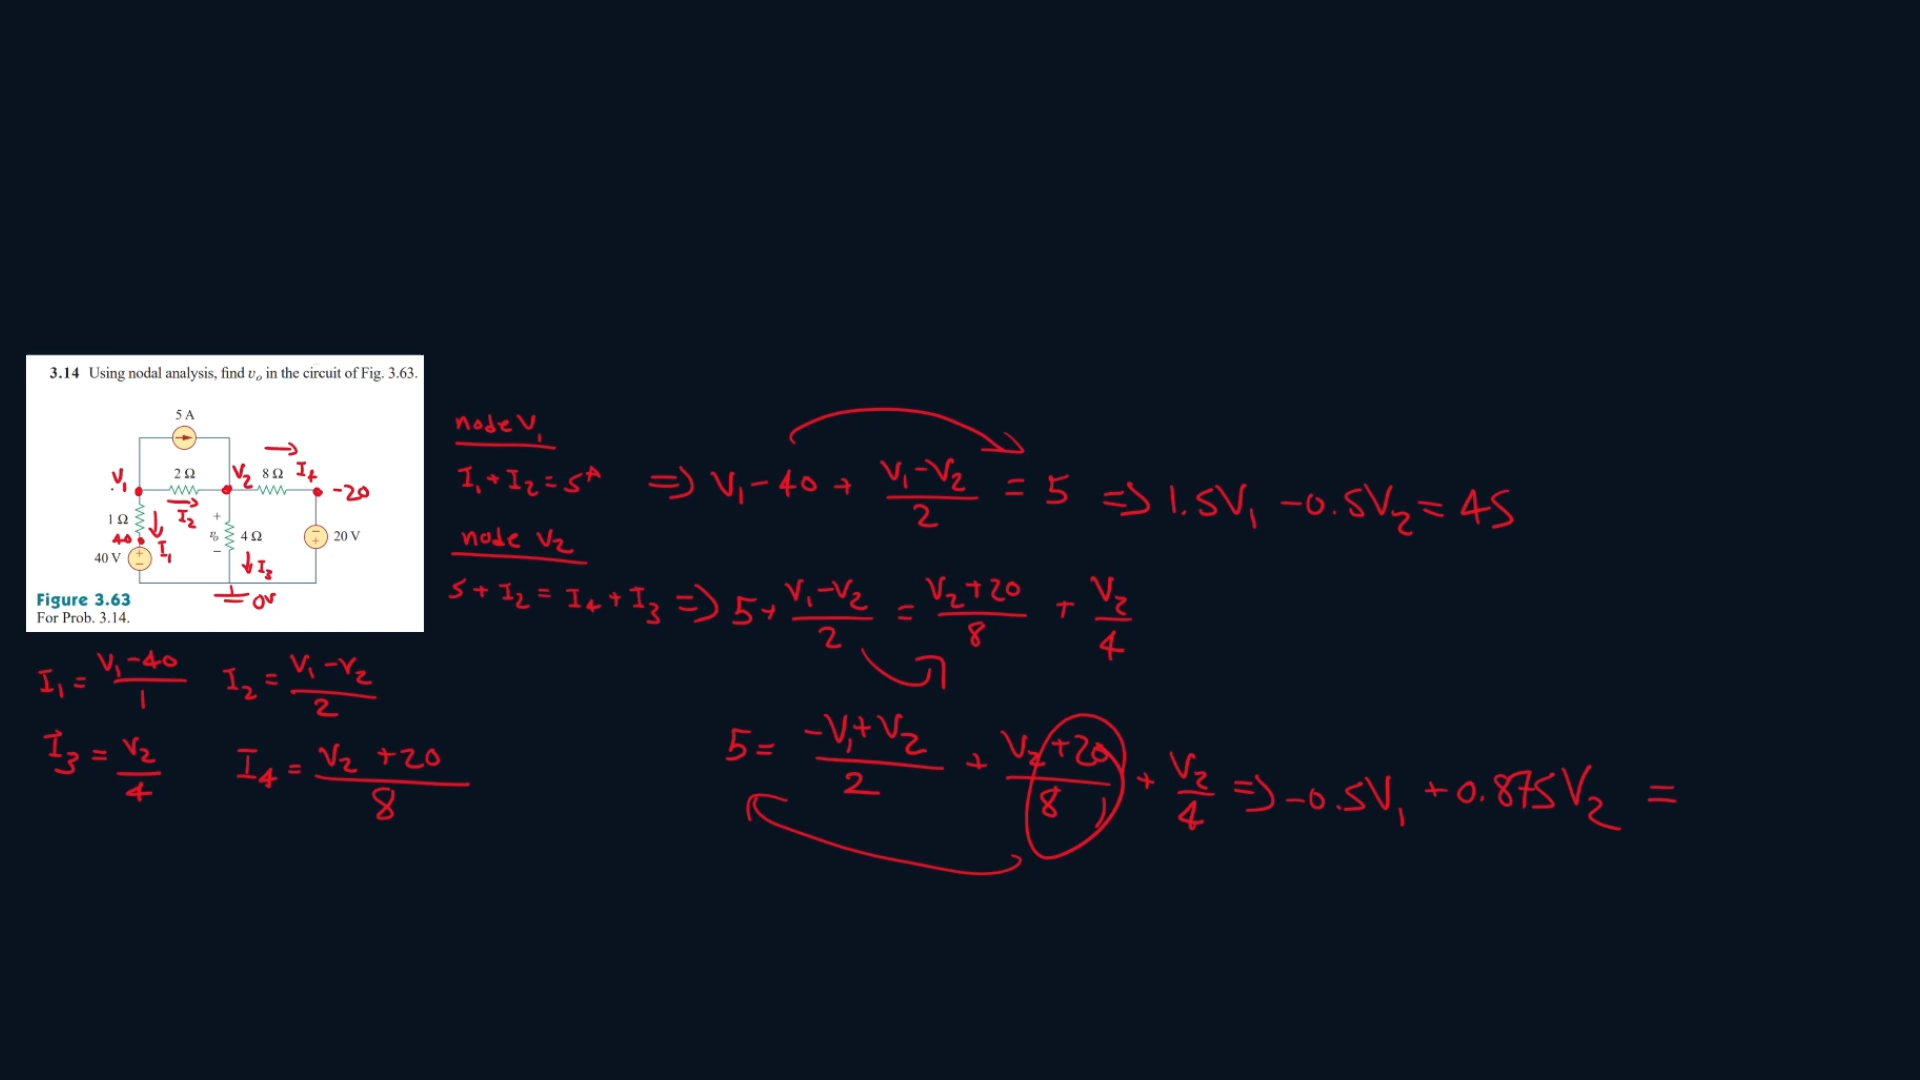 3.14 Using nodal analysis, find vₒ in the circuit of Fig. 3.63.
5 A
V₁
2 Ω
V₂
8 Ω
I₄
-20
1 Ω
I₂
+
vₒ
−
4 Ω
− +
20 V
40
I₁
40 V
+ −
I₃
0V
Figure 3.63
For Prob. 3.14.
I₁ = (V₁-40)/1
I₂ = (V₁-V₂)/2
I₃ = V₂/4
I₄ = (V₂+20)/8
node V₁
I₁ + I₂ = 5A => V₁-40 + (V₁-V₂)/2 = 5 => 1.5V₁ -0.5V₂ = 45
node V₂
5 + I₂ = I₄ + I₃ => 5 + (V₁-V₂)/2 = (V₂+20)/8 + V₂/4
5 = (-V₁+V₂)/2 + (V₂+20)/8 + V₂/4 => -0.5V₁ +0.875V₂ =